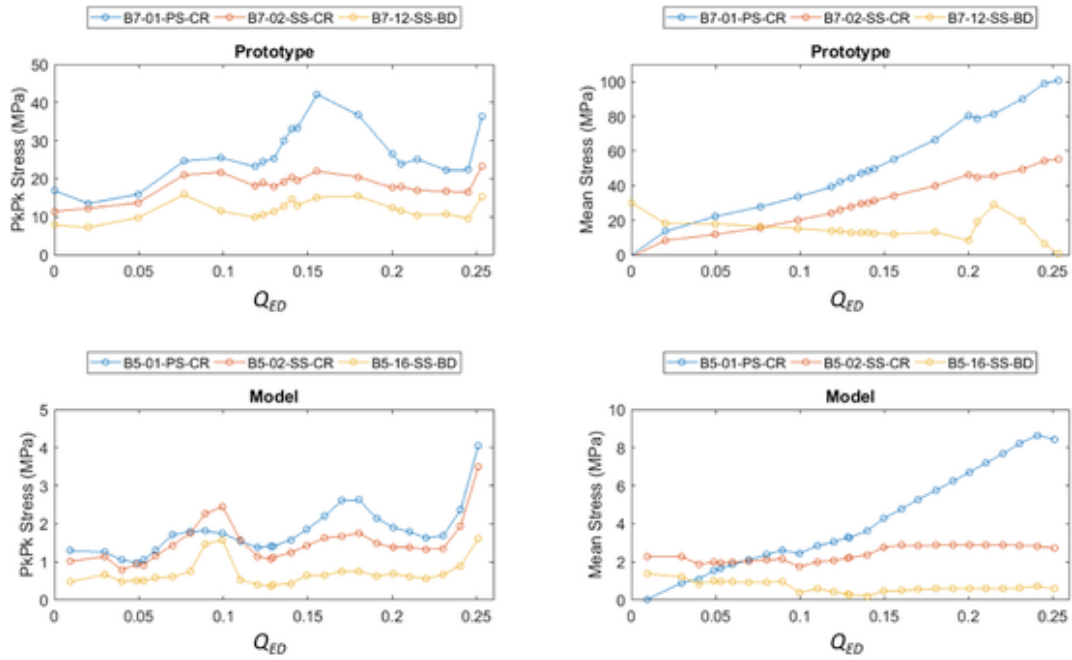 B7-01-PS-CR B7-02-SS-CR B7-12-SS-BD
Prototype
PkPk Stress (MPa)
50
40
30
20
10
0
0 0.05 0.1 0.15 0.2 0.25
Q_ED
B7-01-PS-CR B7-02-SS-CR B7-12-SS-BD
Prototype
Mean Stress (MPa)
100
80
60
40
20
0
0 0.05 0.1 0.15 0.2 0.25
Q_ED
B5-01-PS-CR B5-02-SS-CR B5-16-SS-BD
Model
PkPk Stress (MPa)
5
4
3
2
1
0
0 0.05 0.1 0.15 0.2 0.25
Q_ED
B5-01-PS-CR B5-02-SS-CR B5-16-SS-BD
Model
Mean Stress (MPa)
10
8
6
4
2
0
0 0.05 0.1 0.15 0.2 0.25
Q_ED